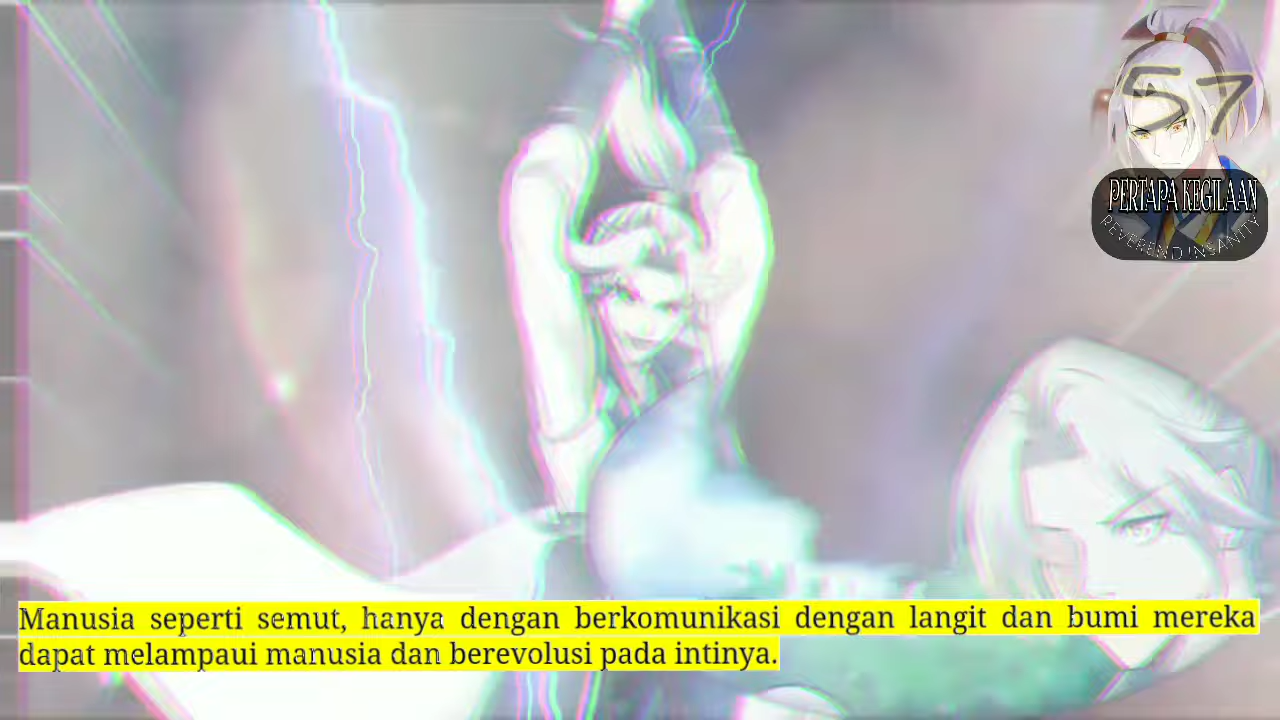 57
PERTAPA KEGILAAN
REVEREND INSANITY
Manusia seperti semut, hanya dengan berkomunikasi dengan langit dan bumi mereka
dapat melampaui manusia dan berevolusi pada intinya.